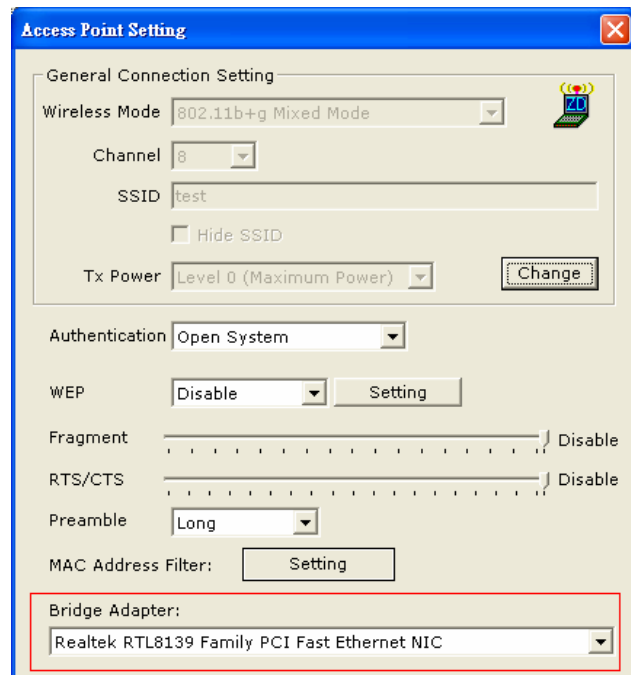 Access Point Setting
General Connection Setting
ZD
Wireless Mode 802.11b+g Mixed Mode
Channel 8
SSID test
Hide SSID
Tx Power Level 0 (Maximum Power) Change
Authentication Open System
WEP Disable Setting
Fragment Disable
RTS/CTS Disable
Preamble Long
MAC Address Filter: Setting
Bridge Adapter:
Realtek RTL8139 Family PCI Fast Ethernet NIC